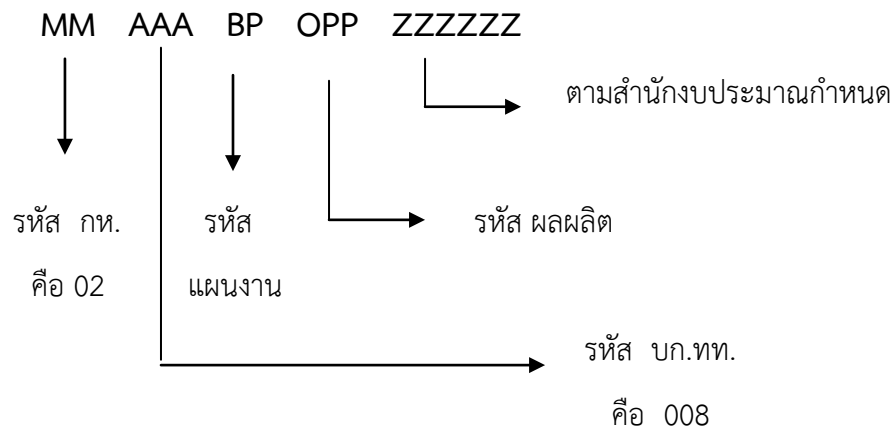 MM AAA BP OPP ZZZZZZ
ตามสำนักงบประมาณกำหนด
รหัส กห. รหัส รหัส ผลผลิต
คือ 02 แผนงาน
รหัส บก.ทท.
คือ 008